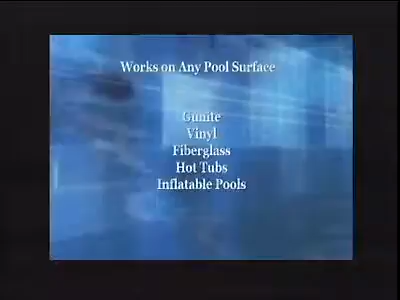 Works on Any Pool Surface
Gunite
Vinyl
Fiberglass
Hot Tubs
Inflatable Pools